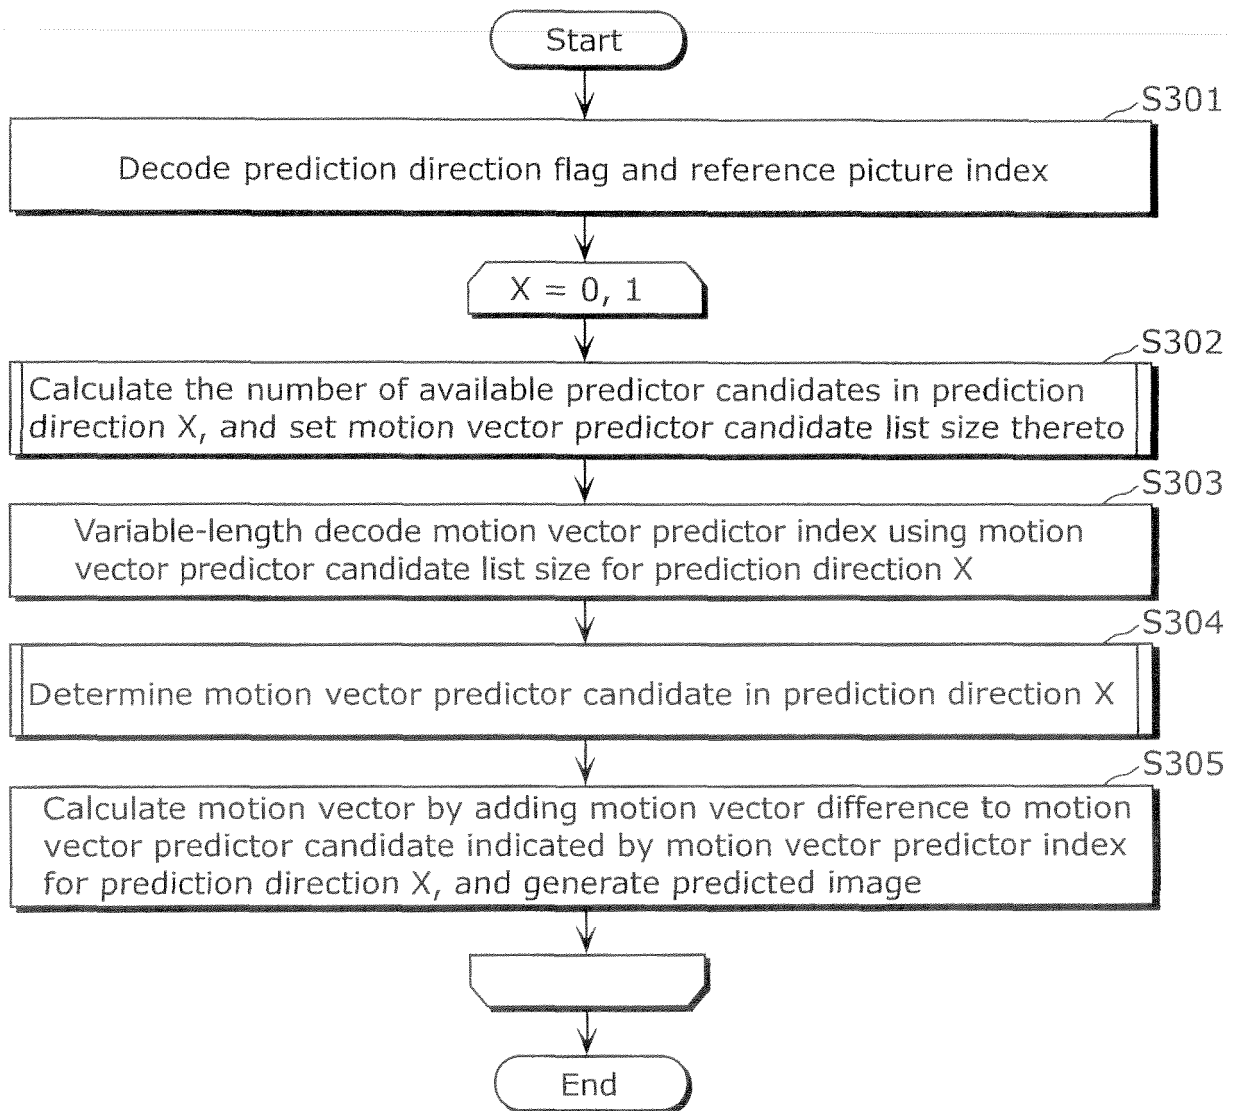 Start
S301
Decode prediction direction flag and reference picture index
X = 0, 1
S302
Calculate the number of available predictor candidates in prediction
direction X, and set motion vector predictor candidate list size thereto
S303
Variable-length decode motion vector predictor index using motion
vector predictor candidate list size for prediction direction X
S304
Determine motion vector predictor candidate in prediction direction X
S305
Calculate motion vector by adding motion vector difference to motion
vector predictor candidate indicated by motion vector predictor index
for prediction direction X, and generate predicted image
End